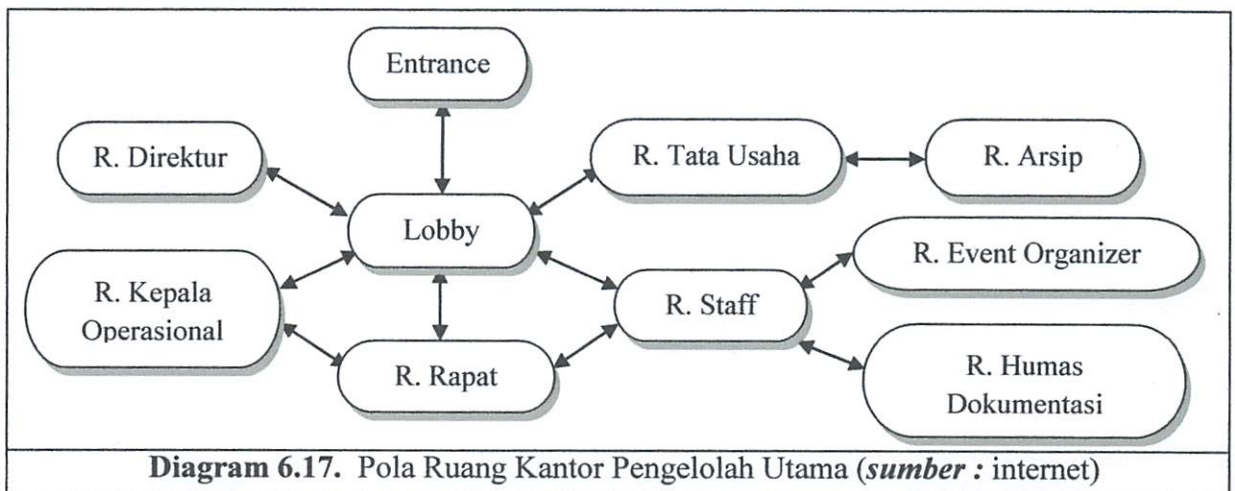 Entrance
R. Direktur
R. Tata Usaha
R. Arsip
Lobby
R. Event Organizer
R. Kepala
Operasional
R. Staff
R. Rapat
R. Humas
Dokumentasi
Diagram 6.17. Pola Ruang Kantor Pengelolah Utama (sumber : internet)